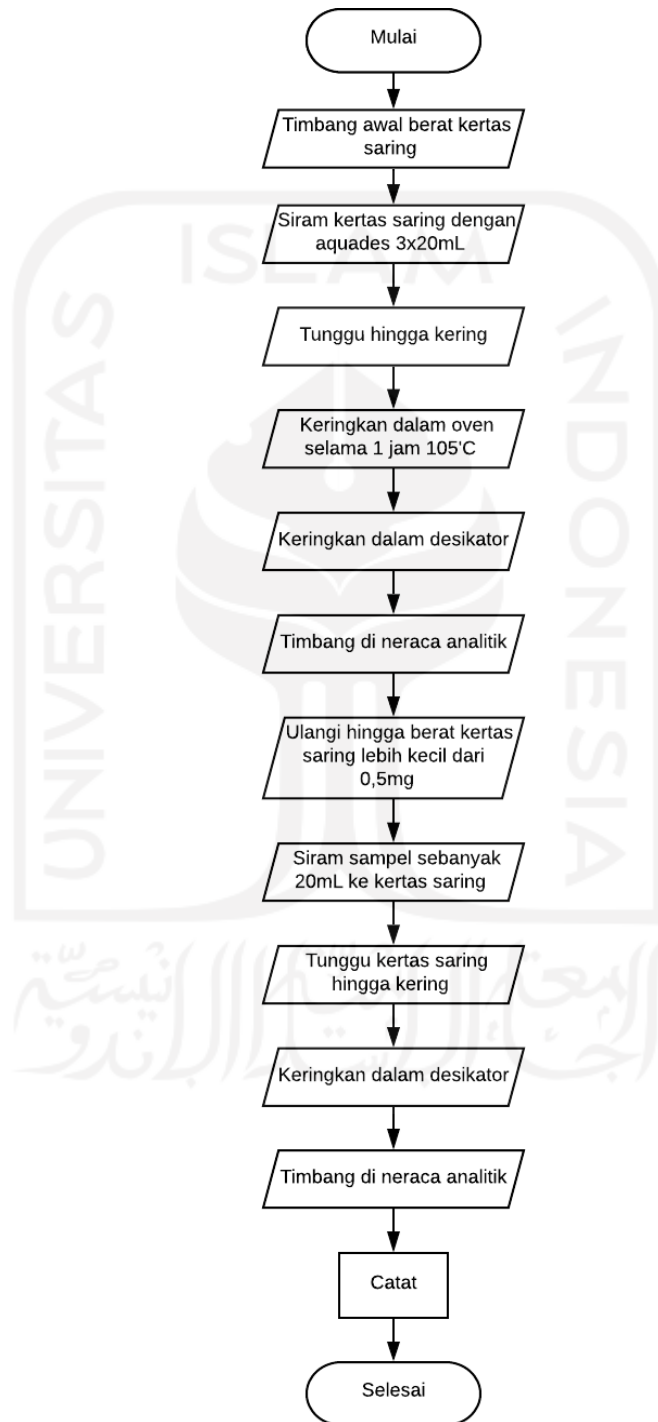 Mulai
Timbang awal berat kertas
saring
Siram kertas saring dengan
aquades 3x20mL
Tunggu hingga kering
Keringkan dalam oven
selama 1 jam 105'C
Keringkan dalam desikator
Timbang di neraca analitik
Ulangi hingga berat kertas
saring lebih kecil dari
0,5mg
Siram sampel sebanyak
20mL ke kertas saring
Tunggu kertas saring
hingga kering
Keringkan dalam desikator
Timbang di neraca analitik
Catat
Selesai
UNIVERSITAS
ISLAM
INDONESIA